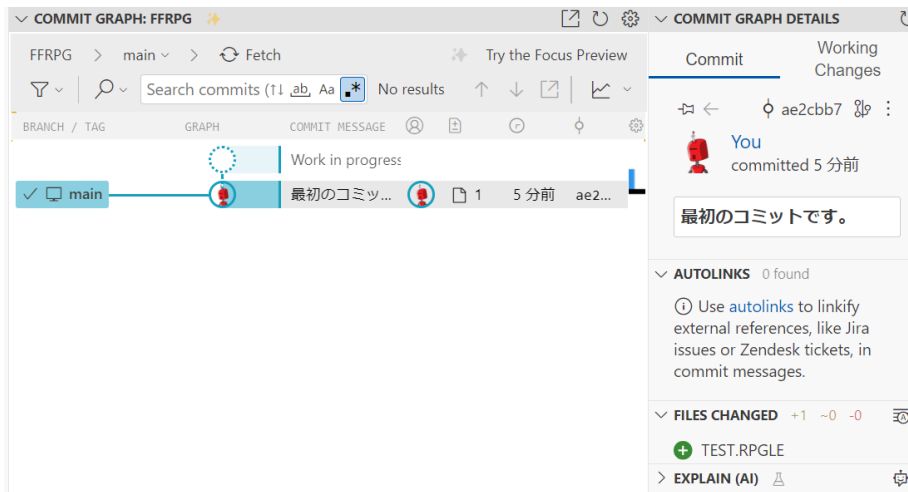 COMMIT GRAPH: FFRPG
FFRPG > main Fetch Try the Focus Preview
Search commits (↑↓ ab, Aa .* No results
BRANCH / TAG GRAPH COMMIT MESSAGE
Work in progress
main 最初のコミッ... 1 5 分前 ae2...
COMMIT GRAPH DETAILS
Commit
Working
Changes
ae2cbb7
You
committed 5 分前
最初のコミットです。
AUTOLINKS 0 found
Use autolinks to linkify
external references, like Jira
issues or Zendesk tickets, in
commit messages.
FILES CHANGED +1 ~0 -0
TEST.RPGLE
EXPLAIN (AI)